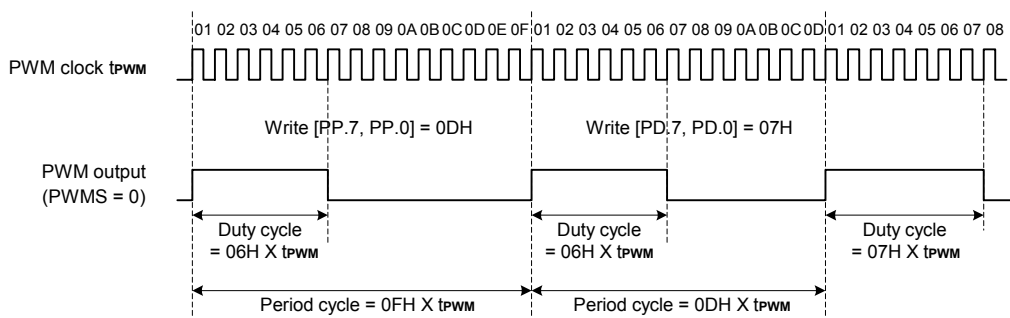 01 02 03 04 05 06 07 08 09 0A 0B 0C 0D 0E 0F 01 02 03 04 05 06 07 08 09 0A 0B 0C 0D 01 02 03 04 05 06 07 08
PWM clock tPWM
Write [PP.7, PP.0] = 0DH Write [PD.7, PD.0] = 07H
PWM output
(PWMS = 0)
Duty cycle
= 06H X tPWM
Duty cycle
= 06H X tPWM
Duty cycle
= 07H X tPWM
Period cycle = 0FH X tPWM Period cycle = 0DH X tPWM